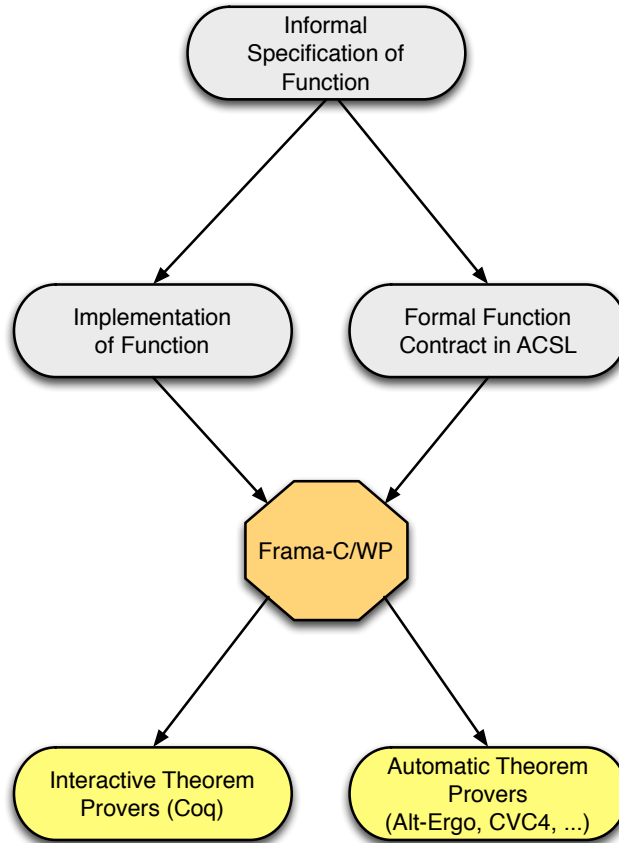 Informal
Specification of
Function
Implementation
of Function
Formal Function
Contract in ACSL
Frama-C/WP
Interactive Theorem
Provers (Coq)
Automatic Theorem
Provers
(Alt-Ergo, CVC4, ...)